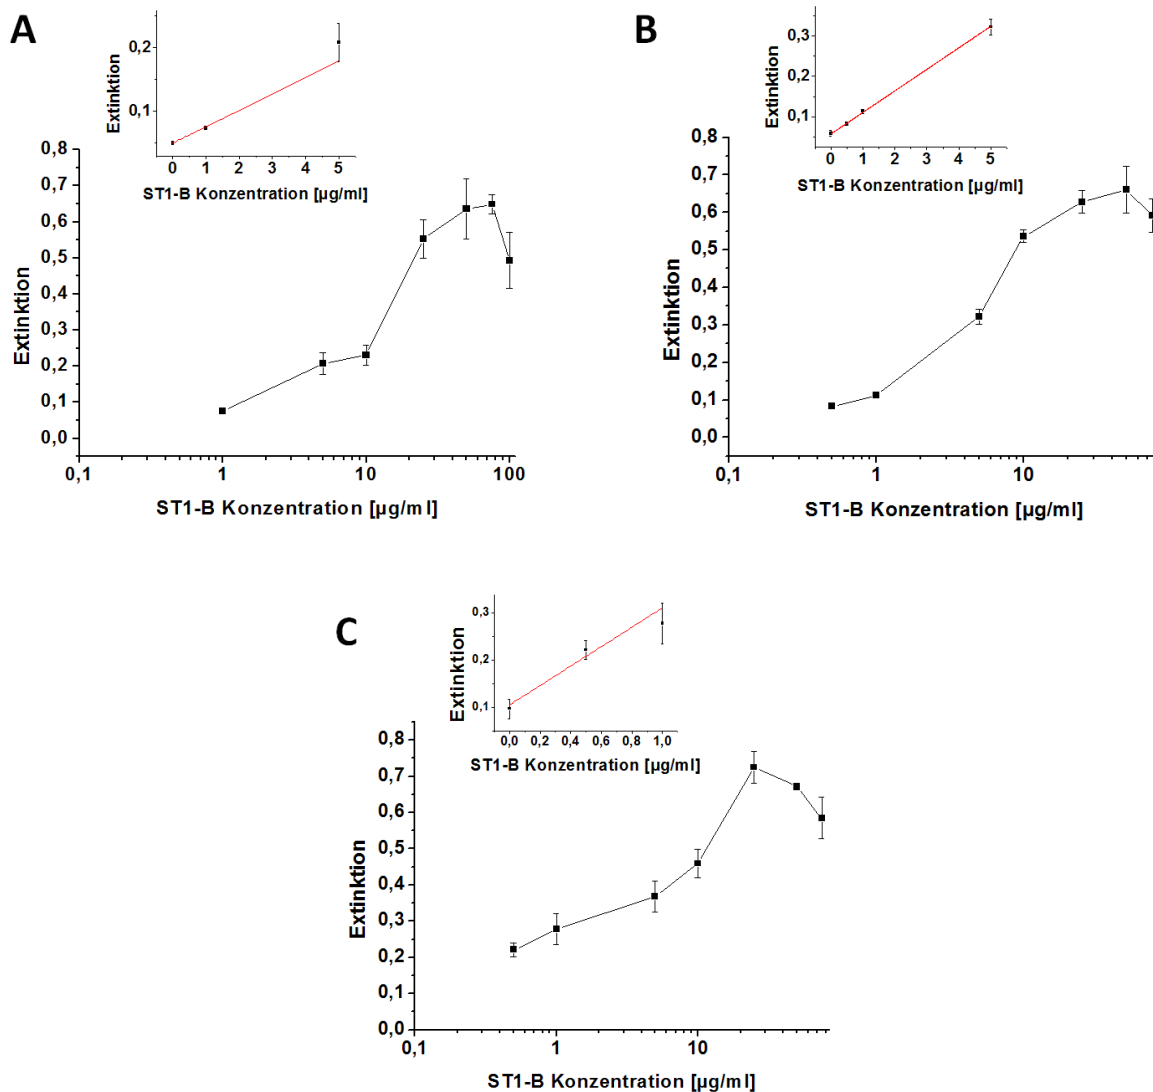 A
Extinktion
0,2
0,1
0 1 2 3 4 5
ST1-B Konzentration [µg/ml]
Extinktion
0,8
0,7
0,6
0,5
0,4
0,3
0,2
0,1
0,0
0,1 1 10 100
ST1-B Konzentration [µg/ml]
B
Extinktion
0,3
0,2
0,1
0 1 2 3 4 5
ST1-B Konzentration [µg/ml]
Extinktion
0,8
0,7
0,6
0,5
0,4
0,3
0,2
0,1
0,0
0,1 1 10
ST1-B Konzentration [µg/ml]
C
Extinktion
0,3
0,2
0,1
0,0 0,2 0,4 0,6 0,8 1,0
ST1-B Konzentration [µg/ml]
Extinktion
0,8
0,7
0,6
0,5
0,4
0,3
0,2
0,1
0,0
0,1 1 10
ST1-B Konzentration [µg/ml]